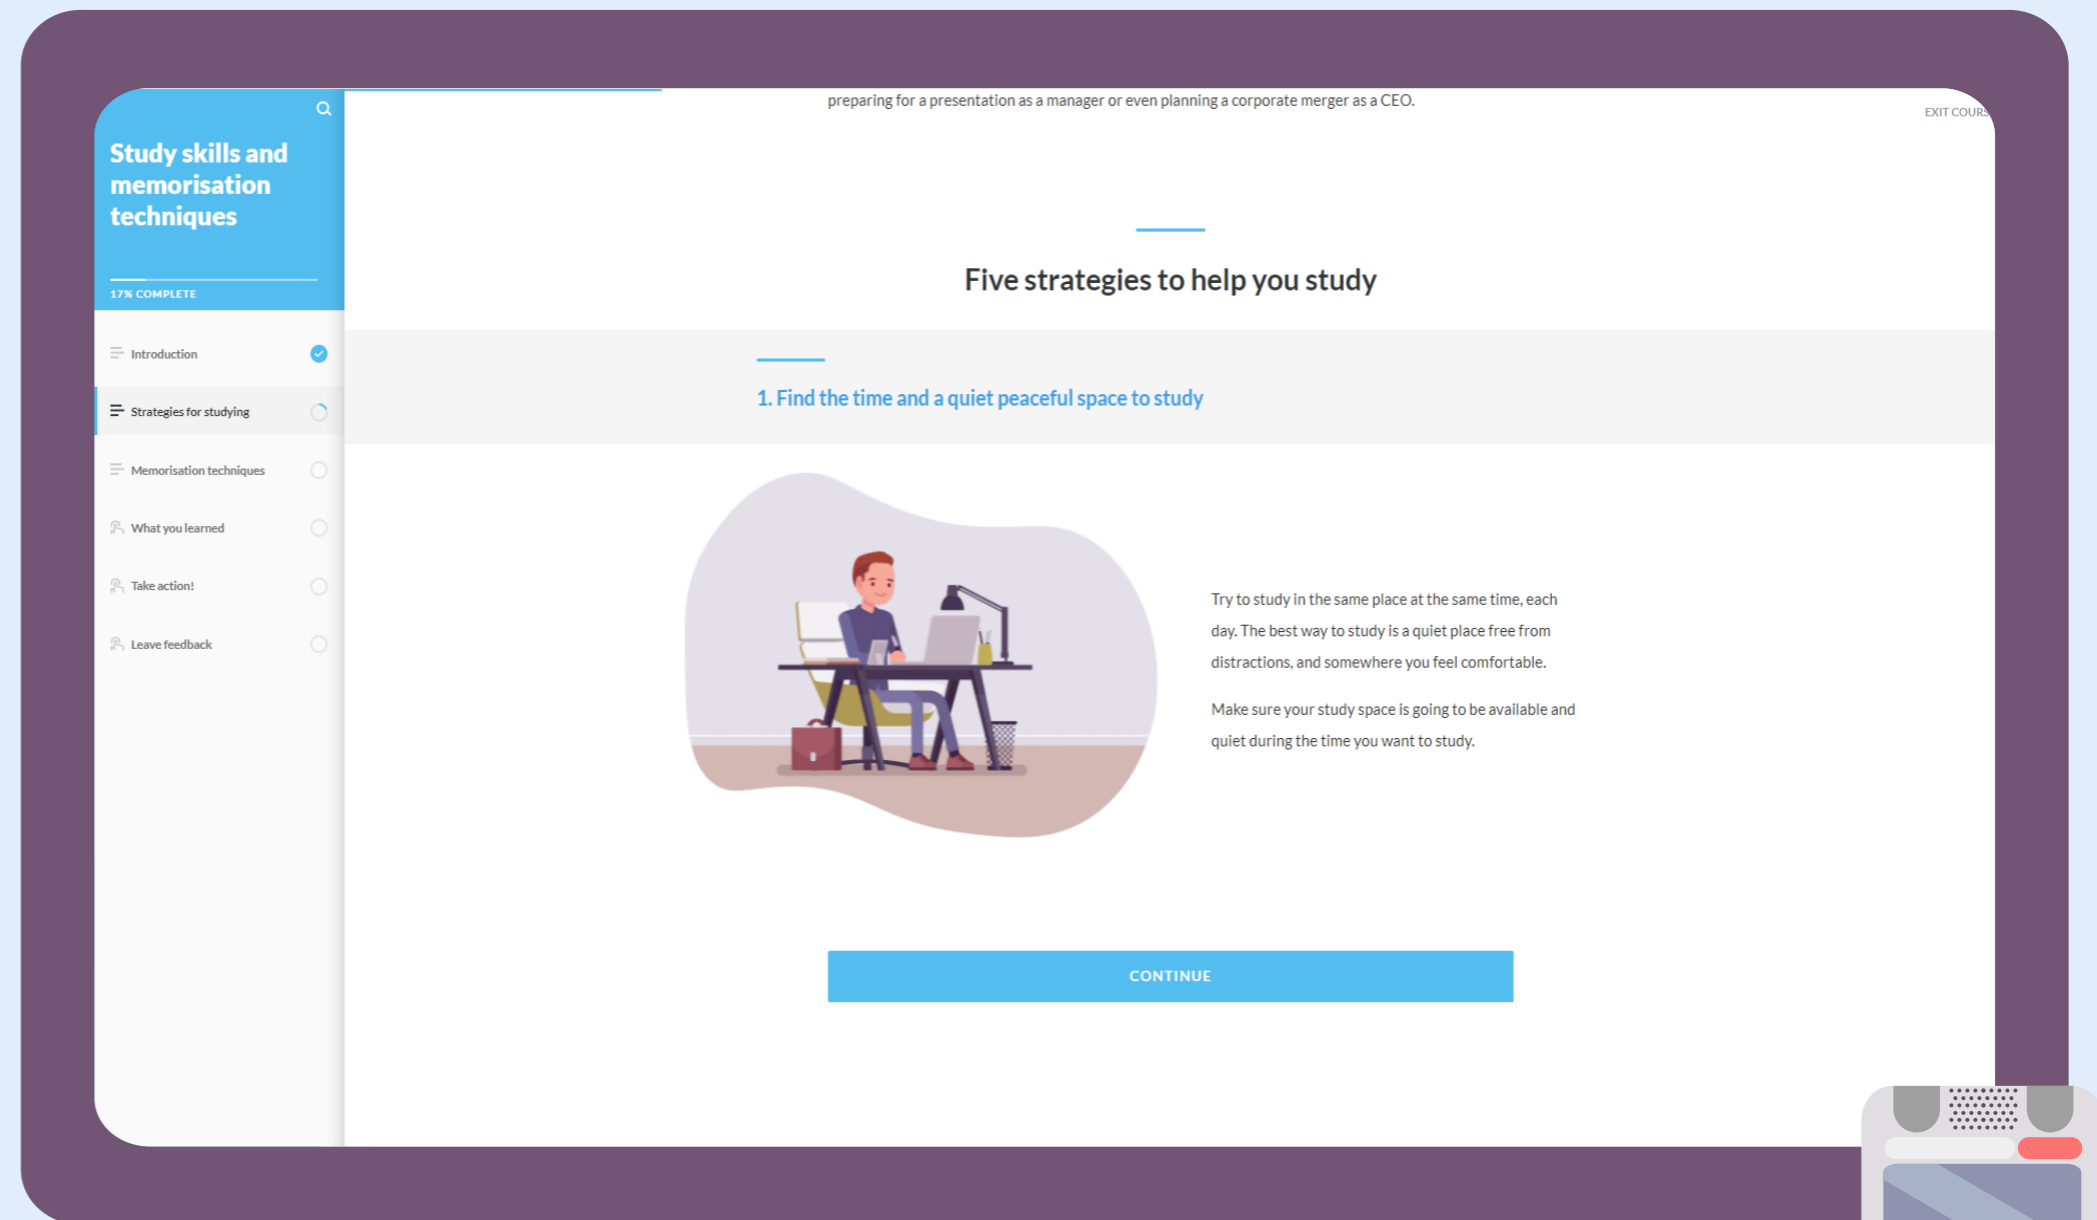 Study skills and
memorisation
techniques
17% COMPLETE
Introduction
Strategies for studying
Memorisation techniques
What you learned
Take action!
Leave feedback
preparing for a presentation as a manager or even planning a corporate merger as a CEO.
EXIT COURS
Five strategies to help you study
1. Find the time and a quiet peaceful space to study
Try to study in the same place at the same time, each
day. The best way to study is a quiet place free from
distractions, and somewhere you feel comfortable.
Make sure your study space is going to be available and
quiet during the time you want to study.
CONTINUE